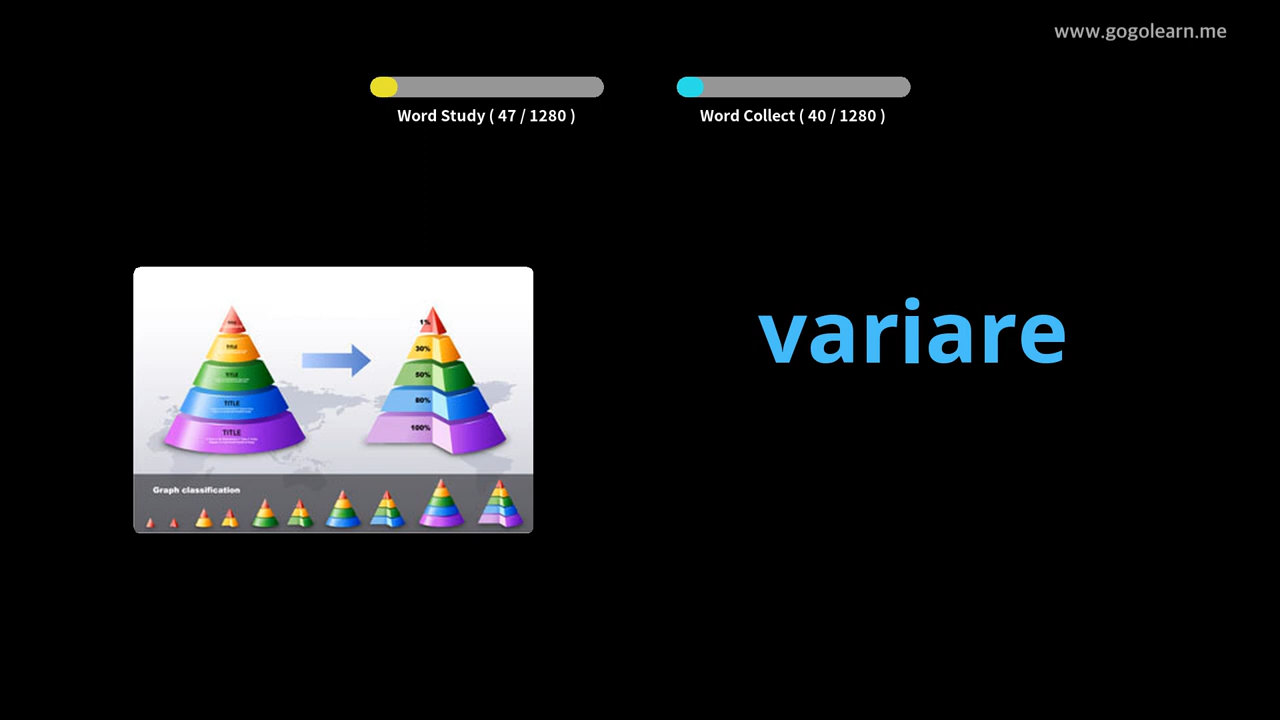 www.gogolearn.me
Word Study ( 47 / 1280 )
Word Collect ( 40 / 1280 )
variare
TITLE
TITLE
TITLE
TITLE
1%
30%
50%
80%
100%
Graph classification